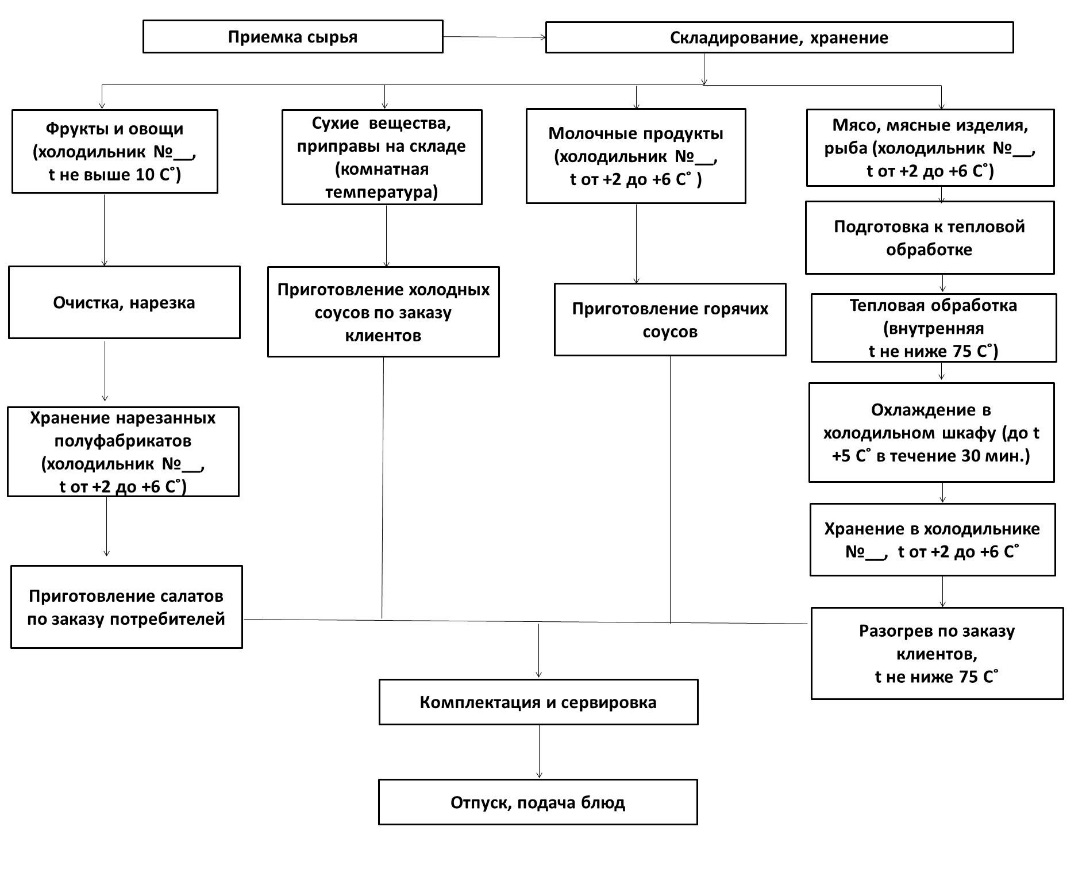 Приемка сырья
Складирование, хранение
Фрукты и овощи
(холодильник №__,
t не выше 10 С˚)
Сухие вещества,
приправы на складе
(комнатная
температура)
Молочные продукты
(холодильник №__,
t от +2 до +6 С˚ )
Мясо, мясные изделия,
рыба (холодильник №__,
t от +2 до +6 С˚)
Подготовка к тепловой
обработке
Очистка, нарезка
Приготовление холодных
соусов по заказу
клиентов
Приготовление горячих
соусов
Тепловая обработка
(внутренняя
t не ниже 75 С˚)
Хранение нарезанных
полуфабрикатов
(холодильник №__,
t от +2 до +6 С˚)
Охлаждение в
холодильном шкафу (до t
+5 С˚ в течение 30 мин.)
Хранение в холодильнике
№__, t от +2 до +6 С˚
Приготовление салатов
по заказу потребителей
Разогрев по заказу
клиентов,
t не ниже 75 С˚
Комплектация и сервировка
Отпуск, подача блюд